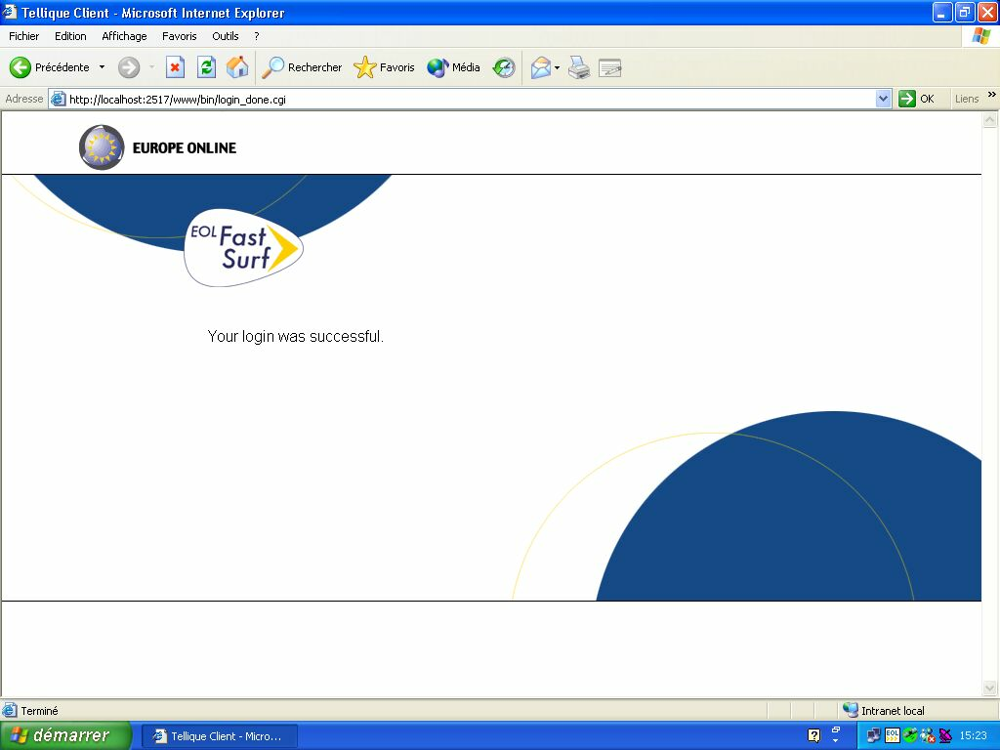 Tellique Client - Microsoft Internet Explorer
Fichier Edition Affichage Favoris Outils ?
Précédente Rechercher Favoris Média
Adresse http://localhost:2517/www/bin/login_done.cgi OK Liens »
EUROPE ONLINE
EOL Fast
Surf
Your login was successful.
Terminé Intranet local
démarrer Tellique Client - Micro... EOL 15:23